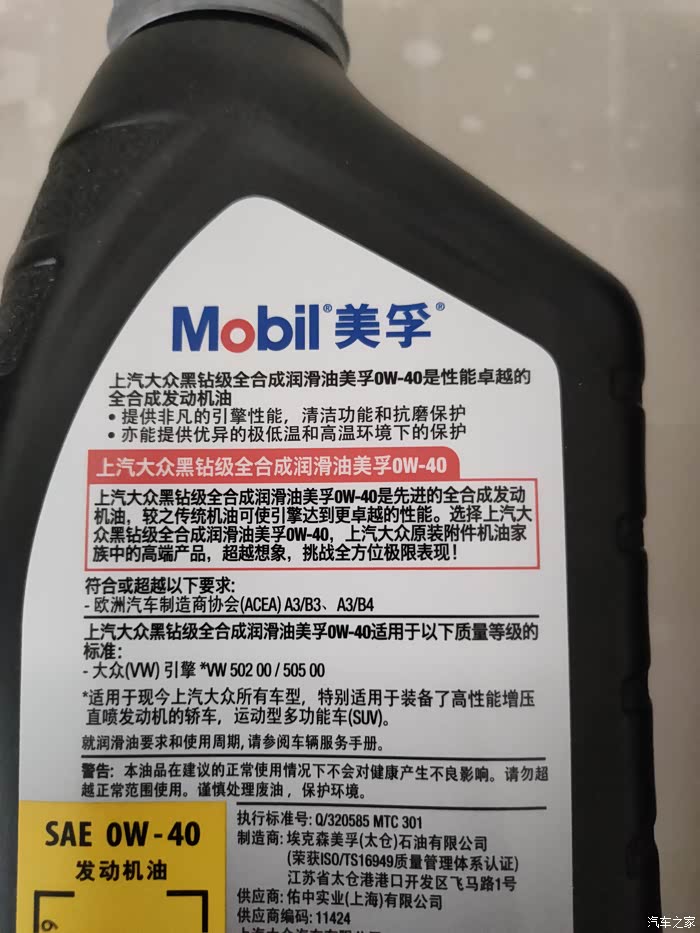 Mobil®美孚®
上汽大众黑钻级全合成润滑油美孚0W-40是性能卓越的
全合成发动机油
• 提供非凡的引擎性能，清洁功能和抗磨保护
• 亦能提供优异的极低温和高温环境下的保护
上汽大众黑钻级全合成润滑油美孚0W-40
上汽大众黑钻级全合成润滑油美孚0W-40是先进的全合成发动
机油，较之传统机油可使引擎达到更卓越的性能。选择上汽大
众黑钻级全合成润滑油美孚0W-40，上汽大众原装附件机油家
族中的高端产品，超越想象，挑战全方位极限表现！
符合或超越以下要求:
- 欧洲汽车制造商协会(ACEA) A3/B3、A3/B4
上汽大众黑钻级全合成润滑油美孚0W-40适用于以下质量等级的
标准:
- 大众(VW) 引擎 *VW 502 00 / 505 00
*适用于现今上汽大众所有车型，特别适用于装备了高性能增压
直喷发动机的轿车，运动型多功能车(SUV)。
就润滑油要求和使用周期,请参阅车辆服务手册。
警告: 本油品在建议的正常使用情况下不会对健康产生不良影响。请勿超
越正常范围使用。谨慎处理废油，保护环境。
SAE 0W-40
发动机油
6
执行标准号: Q/320585 MTC 301
制造商: 埃克森美孚(太仓)石油有限公司
(荣获ISO/TS16949质量管理体系认证)
江苏省太仓港港口开发区飞马路1号
供应商: 佑中实业(上海)有限公司
供应商编码: 11424
上海上汽大众汽车有限公司
汽车之家